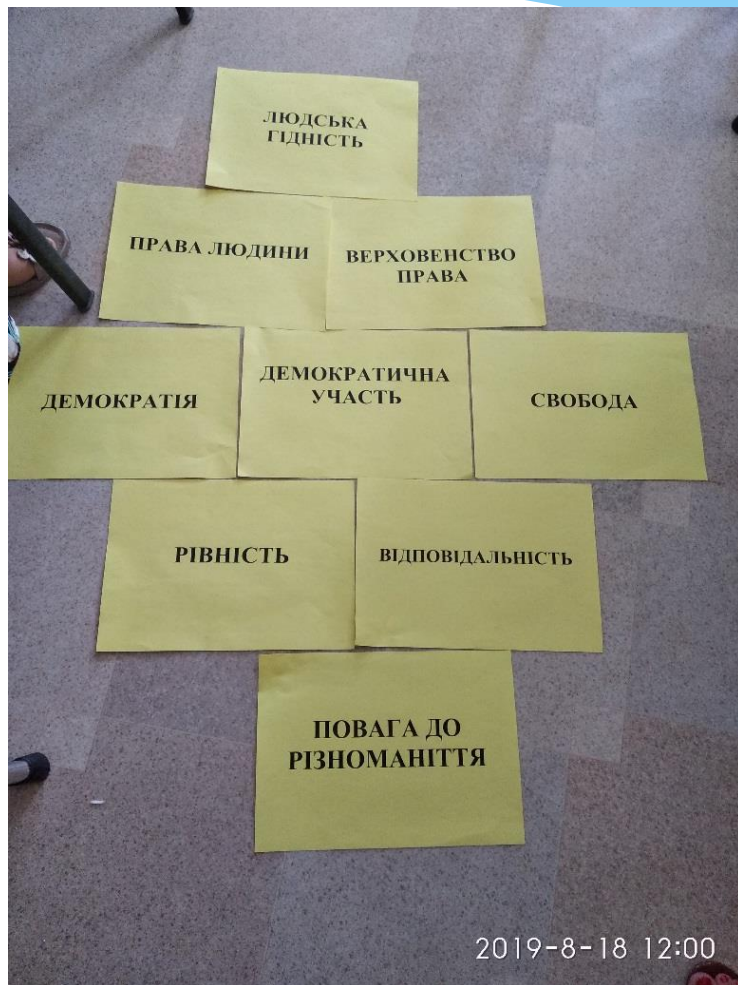 ЛЮДСЬКА
ГІДНІСТЬ
ПРАВА ЛЮДИНИ
ВЕРХОВЕНСТВО
ПРАВА
ДЕМОКРАТІЯ
ДЕМОКРАТИЧНА
УЧАСТЬ
СВОБОДА
РІВНІСТЬ
ВІДПОВІДАЛЬНІСТЬ
ПОВАГА ДО
РІЗНОМАНІТТЯ
2019-8-18 12:00